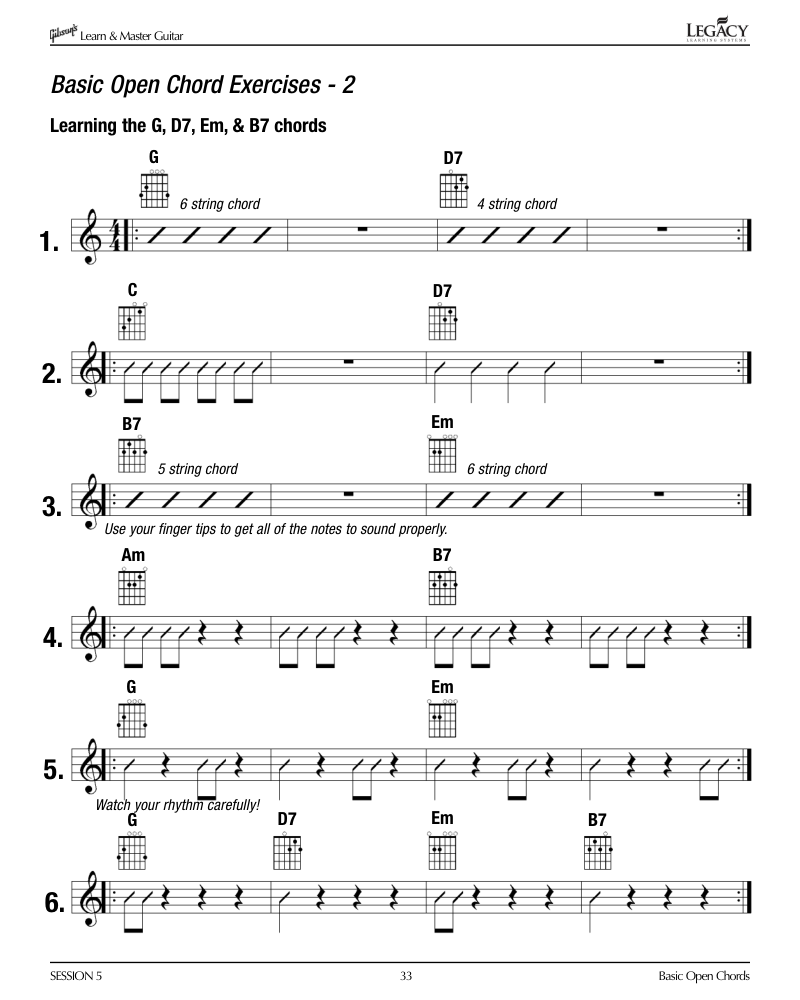 Gibson's Learn & Master Guitar
LEGACY
LEARNING SYSTEMS
Basic Open Chord Exercises - 2
Learning the G, D7, Em, & B7 chords
G D7
6 string chord 4 string chord
1. 4/4
C D7
2.
B7 Em
5 string chord 6 string chord
3.
Use your finger tips to get all of the notes to sound properly.
Am B7
4.
G Em
5.
Watch your rhythm carefully!
G D7 Em B7
6.
SESSION 5 33 Basic Open Chords